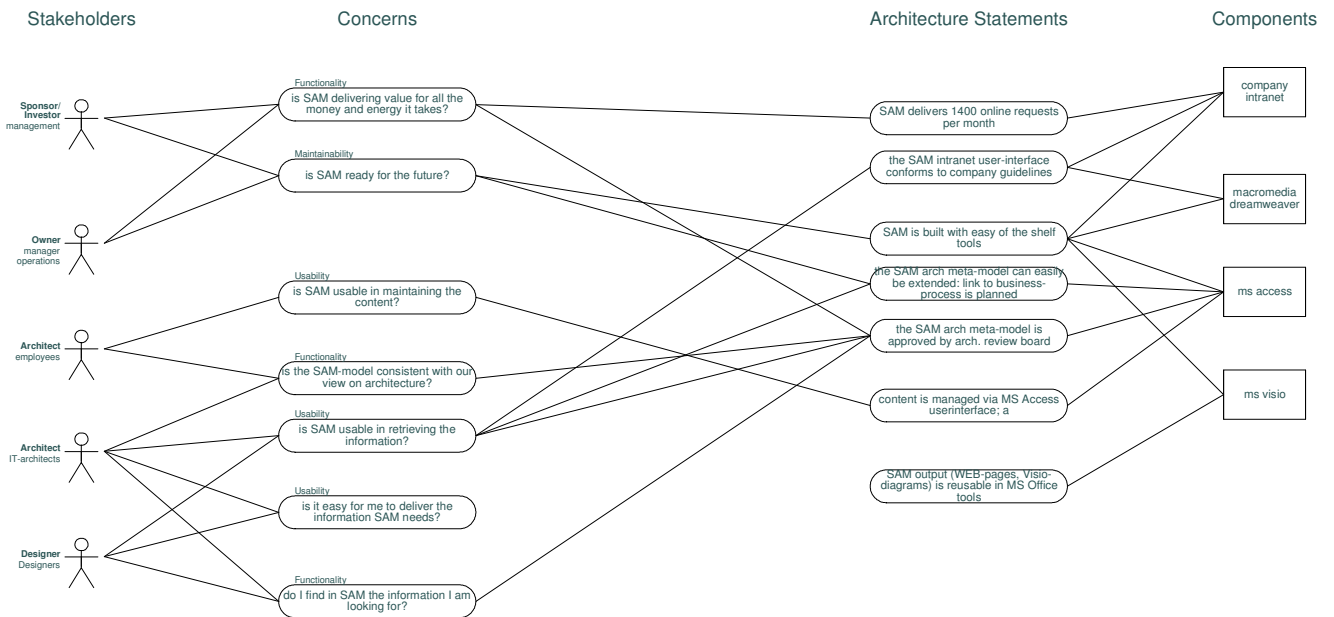 Stakeholders
Concerns
Architecture Statements
Components
Sponsor/
Investor
management
Owner
manager
operations
Architect
employees
Architect
IT-architects
Designer
Designers
Functionality
is SAM delivering value for all the
money and energy it takes?
Maintainability
is SAM ready for the future?
Usability
is SAM usable in maintaining the
content?
Functionality
is the SAM-model consistent with our
view on architecture?
Usability
is SAM usable in retrieving the
information?
Usability
is it easy for me to deliver the
information SAM needs?
Functionality
do I find in SAM the information I am
looking for?
SAM delivers 1400 online requests
per month
the SAM intranet user-interface
conforms to company guidelines
SAM is built with easy of the shelf
tools
the SAM arch meta-model can easily
be extended: link to business-
process is planned
the SAM arch meta-model is
approved by arch. review board
content is managed via MS Access
userinterface; a
SAM output (WEB-pages, Visio-
diagrams) is reusable in MS Office
tools
company
intranet
macromedia
dreamweaver
ms access
ms visio